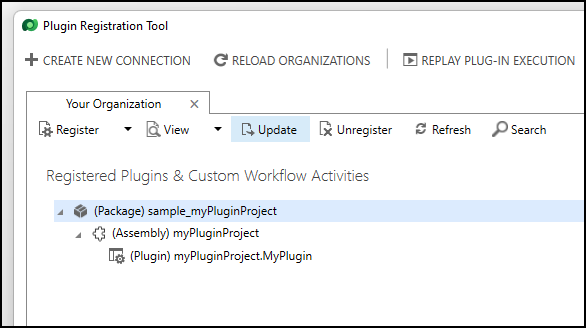 Plugin Registration Tool
CREATE NEW CONNECTION RELOAD ORGANIZATIONS REPLAY PLUG-IN EXECUTION
Your Organization
Register View Update Unregister Refresh Search
Registered Plugins & Custom Workflow Activities
(Package) sample_myPluginProject
(Assembly) myPluginProject
(Plugin) myPluginProject.MyPlugin